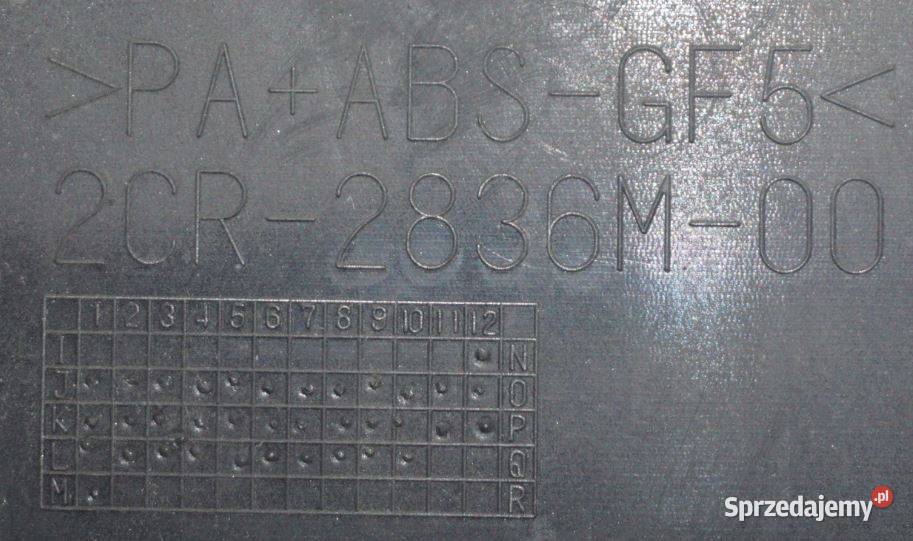 >PA+ABS-GF5<
2CR-2836M-00
1 2 3 4 5 6 7 8 9 10 11 12
I N
J O
K P
L Q
M R
Sprzedajemy.pl